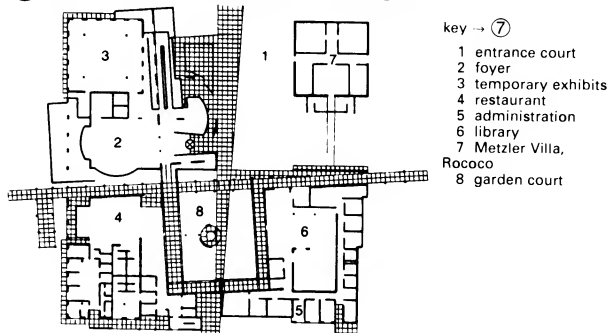 key → ⑦
1 entrance court
2 foyer
3 temporary exhibits
4 restaurant
5 administration
6 library
7 Metzler Villa,
Rococo
8 garden court
3
1
7
2
4
8
6
5